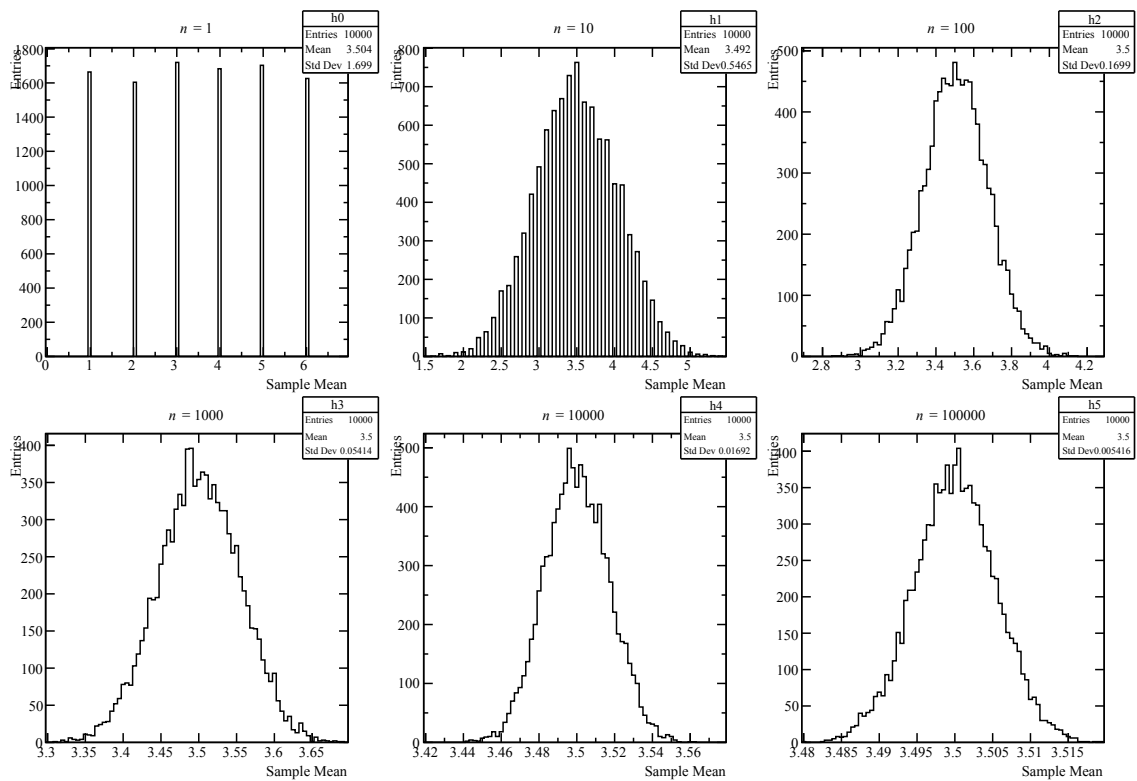 n = 1
h0
Entries 10000
Mean 3.504
Std Dev 1.699
Entries
1800
1600
1400
1200
1000
800
600
400
200
0
0 1 2 3 4 5 6
Sample Mean
n = 10
h1
Entries 10000
Mean 3.492
Std Dev 0.5465
Entries
800
700
600
500
400
300
200
100
0
1.5 2 2.5 3 3.5 4 4.5 5
Sample Mean
n = 100
h2
Entries 10000
Mean 3.5
Std Dev 0.1699
Entries
500
400
300
200
100
0
2.8 3 3.2 3.4 3.6 3.8 4 4.2
Sample Mean
n = 1000
h3
Entries 10000
Mean 3.5
Std Dev 0.05414
Entries
400
350
300
250
200
150
100
50
0
3.3 3.35 3.4 3.45 3.5 3.55 3.6 3.65
Sample Mean
n = 10000
h4
Entries 10000
Mean 3.5
Std Dev 0.01692
Entries
500
400
300
200
100
0
3.42 3.44 3.46 3.48 3.5 3.52 3.54 3.56
Sample Mean
n = 100000
h5
Entries 10000
Mean 3.5
Std Dev 0.005416
Entries
400
350
300
250
200
150
100
50
0
3.48 3.485 3.49 3.495 3.5 3.505 3.51 3.515
Sample Mean